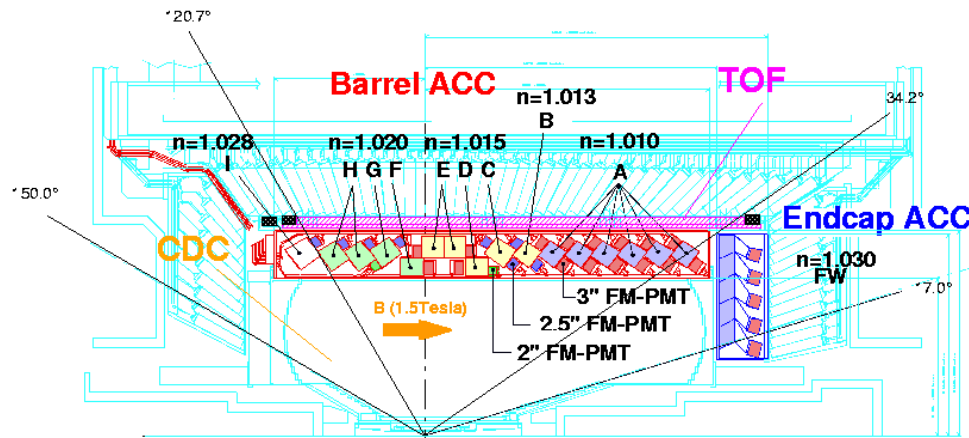 120.7°
Barrel ACC
TOF
n=1.013
B
34.2°
n=1.028
I
n=1.020
H G F
n=1.015
E D C
n=1.010
A
150.0°
Endcap ACC
CDC
n=1.030
FW
17.0°
B (1.5Tesla)
3" FM-PMT
2.5" FM-PMT
2" FM-PMT